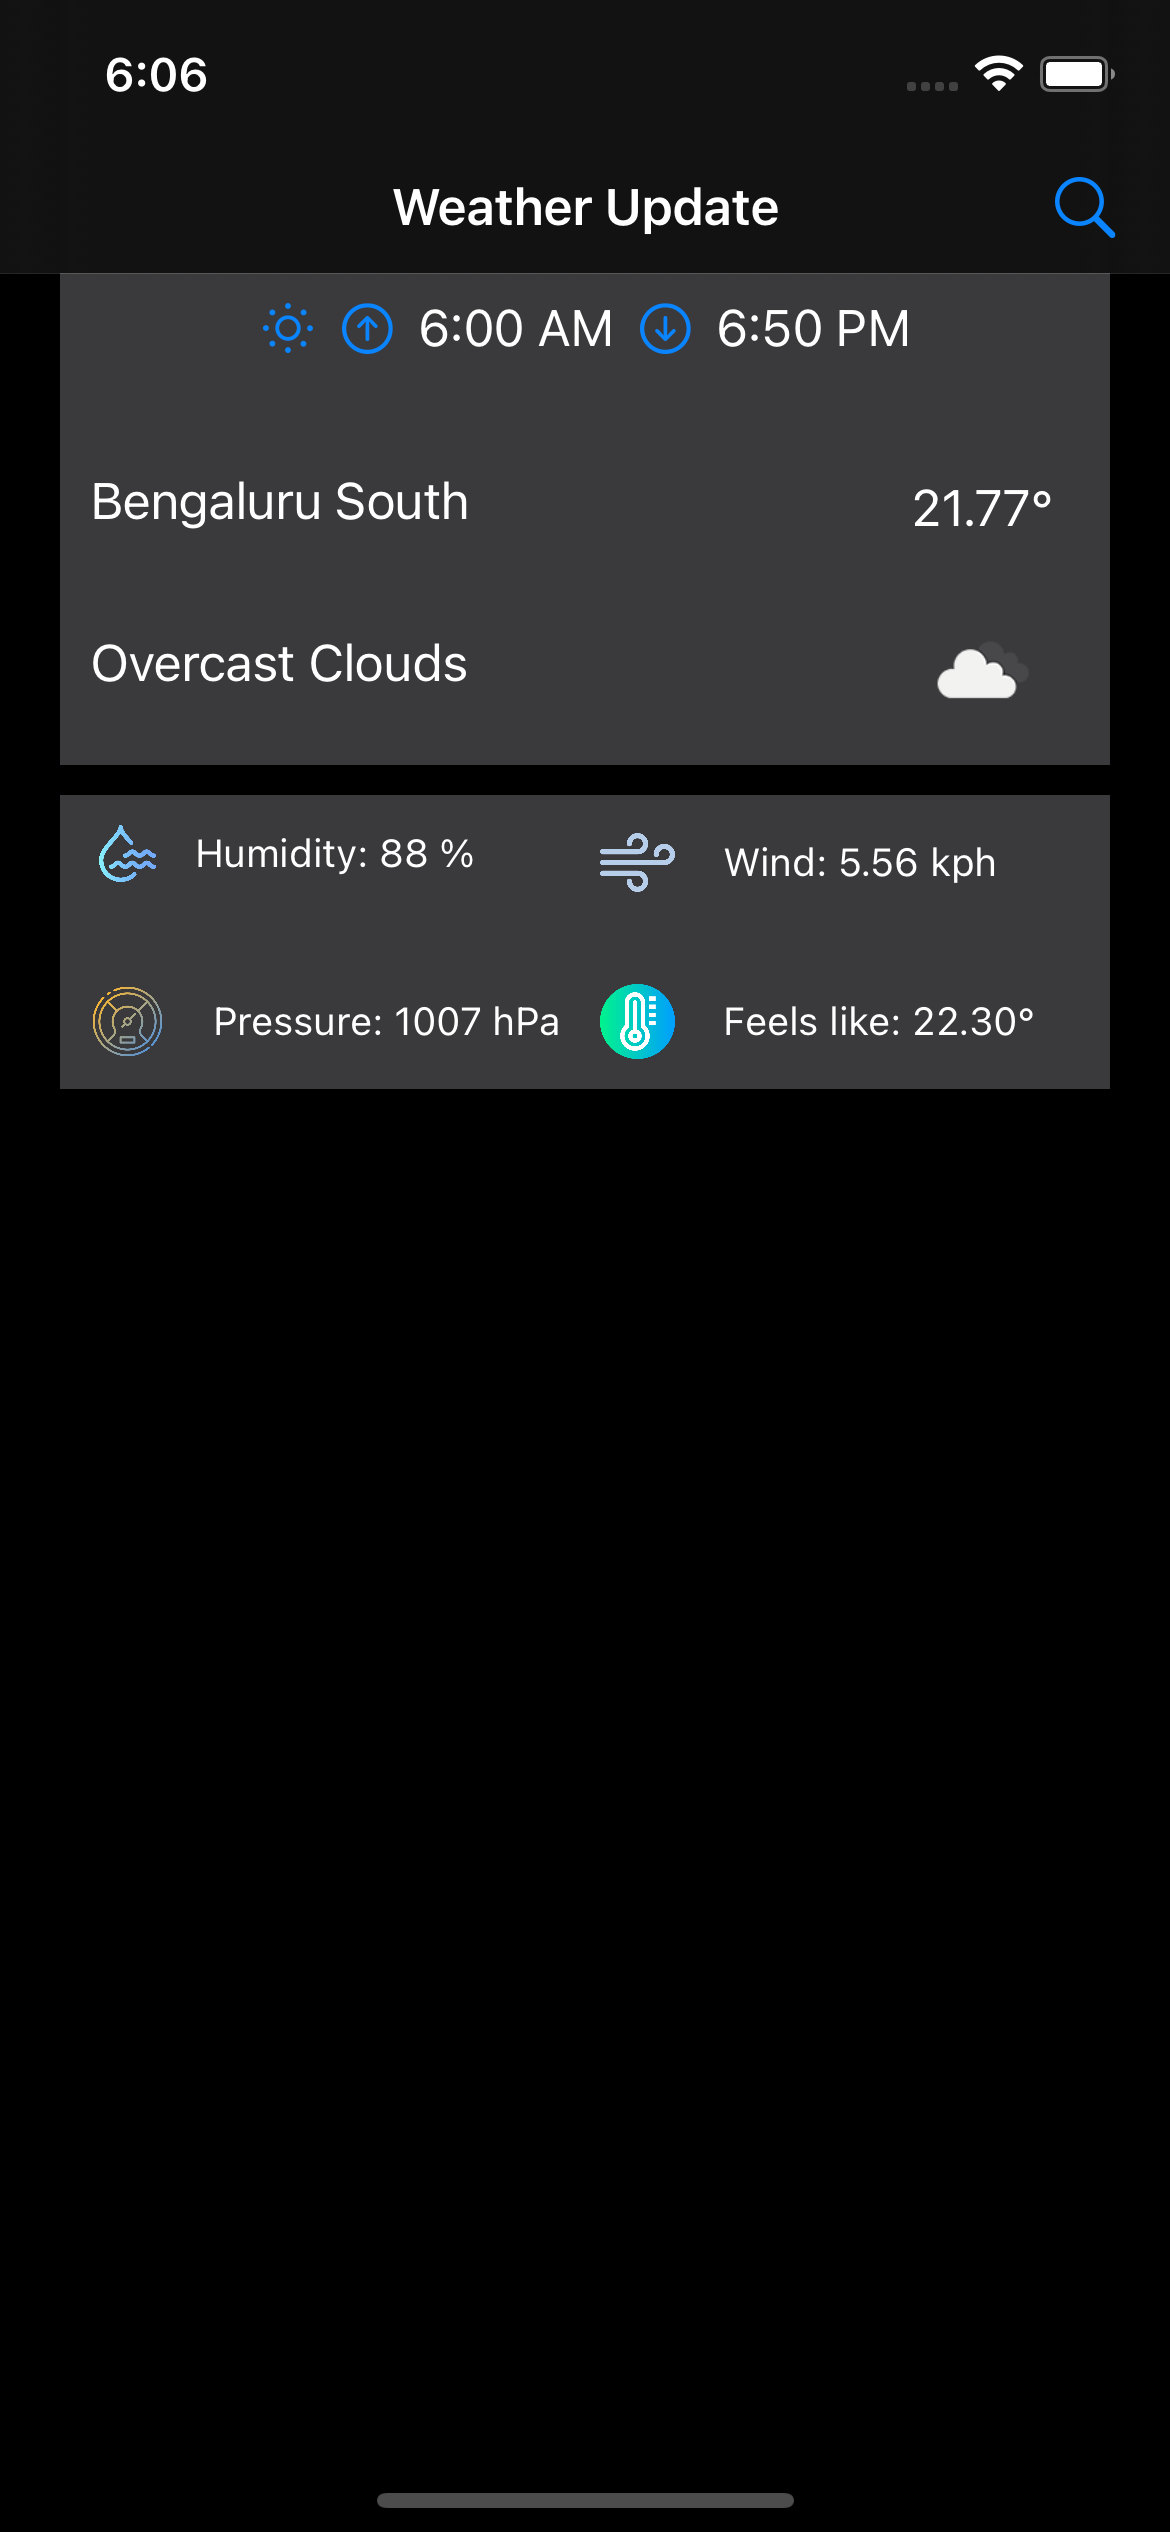 6:06
Weather Update
6:00 AM 6:50 PM
Bengaluru South 21.77°
Overcast Clouds
Humidity: 88 % Wind: 5.56 kph
Pressure: 1007 hPa Feels like: 22.30°